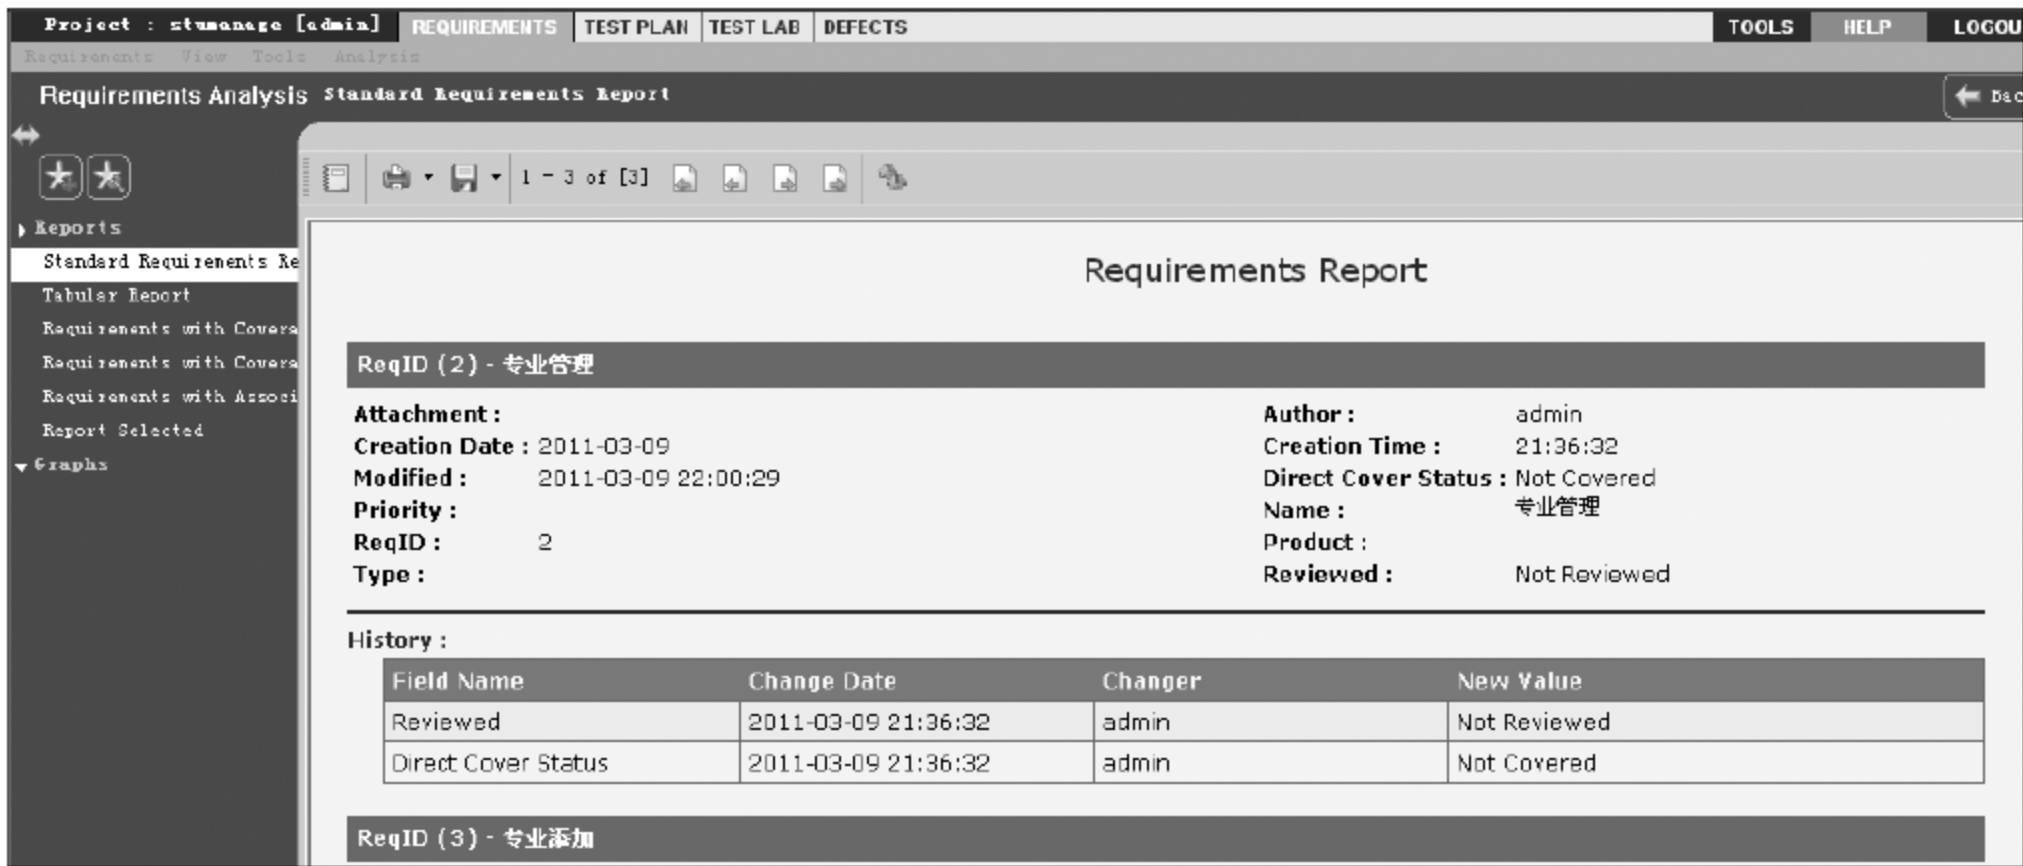 Project : stumanage [admin] REQUIREMENTS TEST PLAN TEST LAB DEFECTS TOOLS HELP LOGOU
Requirements View Tools Analysis
Requirements Analysis Standard Requirements Report Bac
1 - 3 of [3]
Reports
Standard Requirements Re
Tabular Report
Requirements with Covera
Requirements with Covera
Requirements with Associ
Report Selected
Graphs
Requirements Report
ReqID (2) - 专业管理
Attachment : Author : admin
Creation Date : 2011-03-09 Creation Time : 21:36:32
Modified : 2011-03-09 22:00:29 Direct Cover Status : Not Covered
Priority : Name : 专业管理
ReqID : 2 Product :
Type : Reviewed : Not Reviewed
History :
Field Name Change Date Changer New Value
Reviewed 2011-03-09 21:36:32 admin Not Reviewed
Direct Cover Status 2011-03-09 21:36:32 admin Not Covered
ReqID (3) - 专业添加